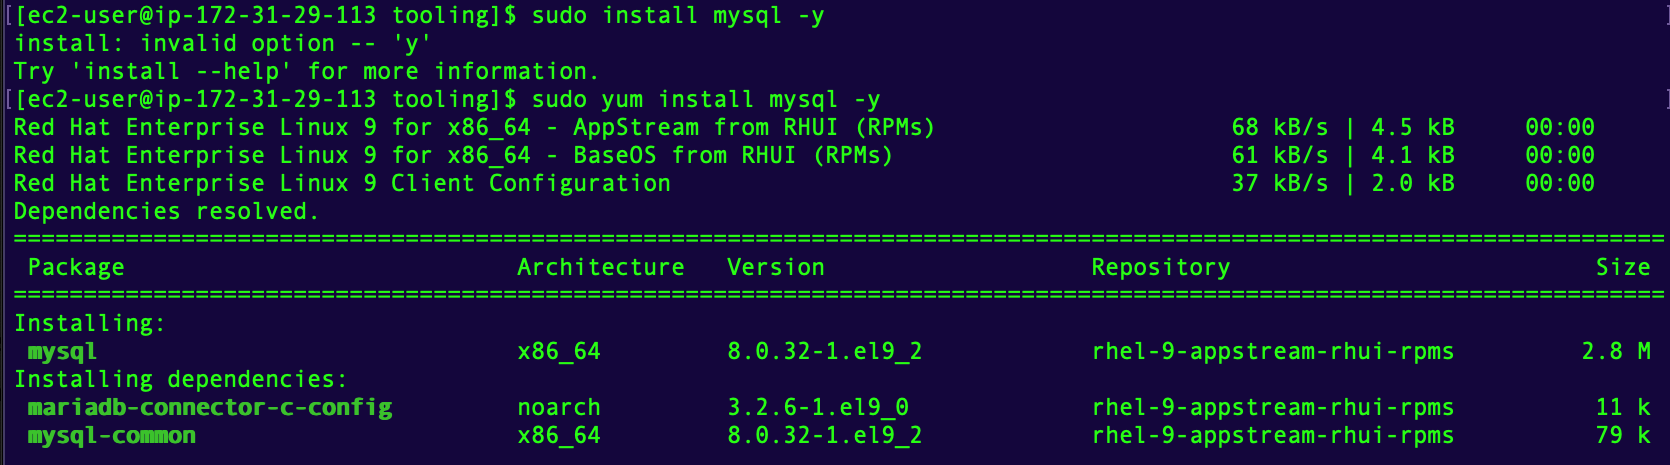 [[ec2-user@ip-172-31-29-113 tooling]$ sudo install mysql -y ]
install: invalid option -- 'y'
Try 'install --help' for more information.
[[ec2-user@ip-172-31-29-113 tooling]$ sudo yum install mysql -y ]
Red Hat Enterprise Linux 9 for x86_64 - AppStream from RHUI (RPMs) 68 kB/s | 4.5 kB 00:00
Red Hat Enterprise Linux 9 for x86_64 - BaseOS from RHUI (RPMs) 61 kB/s | 4.1 kB 00:00
Red Hat Enterprise Linux 9 Client Configuration 37 kB/s | 2.0 kB 00:00
Dependencies resolved.
================================================================================================================
Package Architecture Version Repository Size
================================================================================================================
Installing:
mysql x86_64 8.0.32-1.el9_2 rhel-9-appstream-rhui-rpms 2.8 M
Installing dependencies:
mariadb-connector-c-config noarch 3.2.6-1.el9_0 rhel-9-appstream-rhui-rpms 11 k
mysql-common x86_64 8.0.32-1.el9_2 rhel-9-appstream-rhui-rpms 79 k